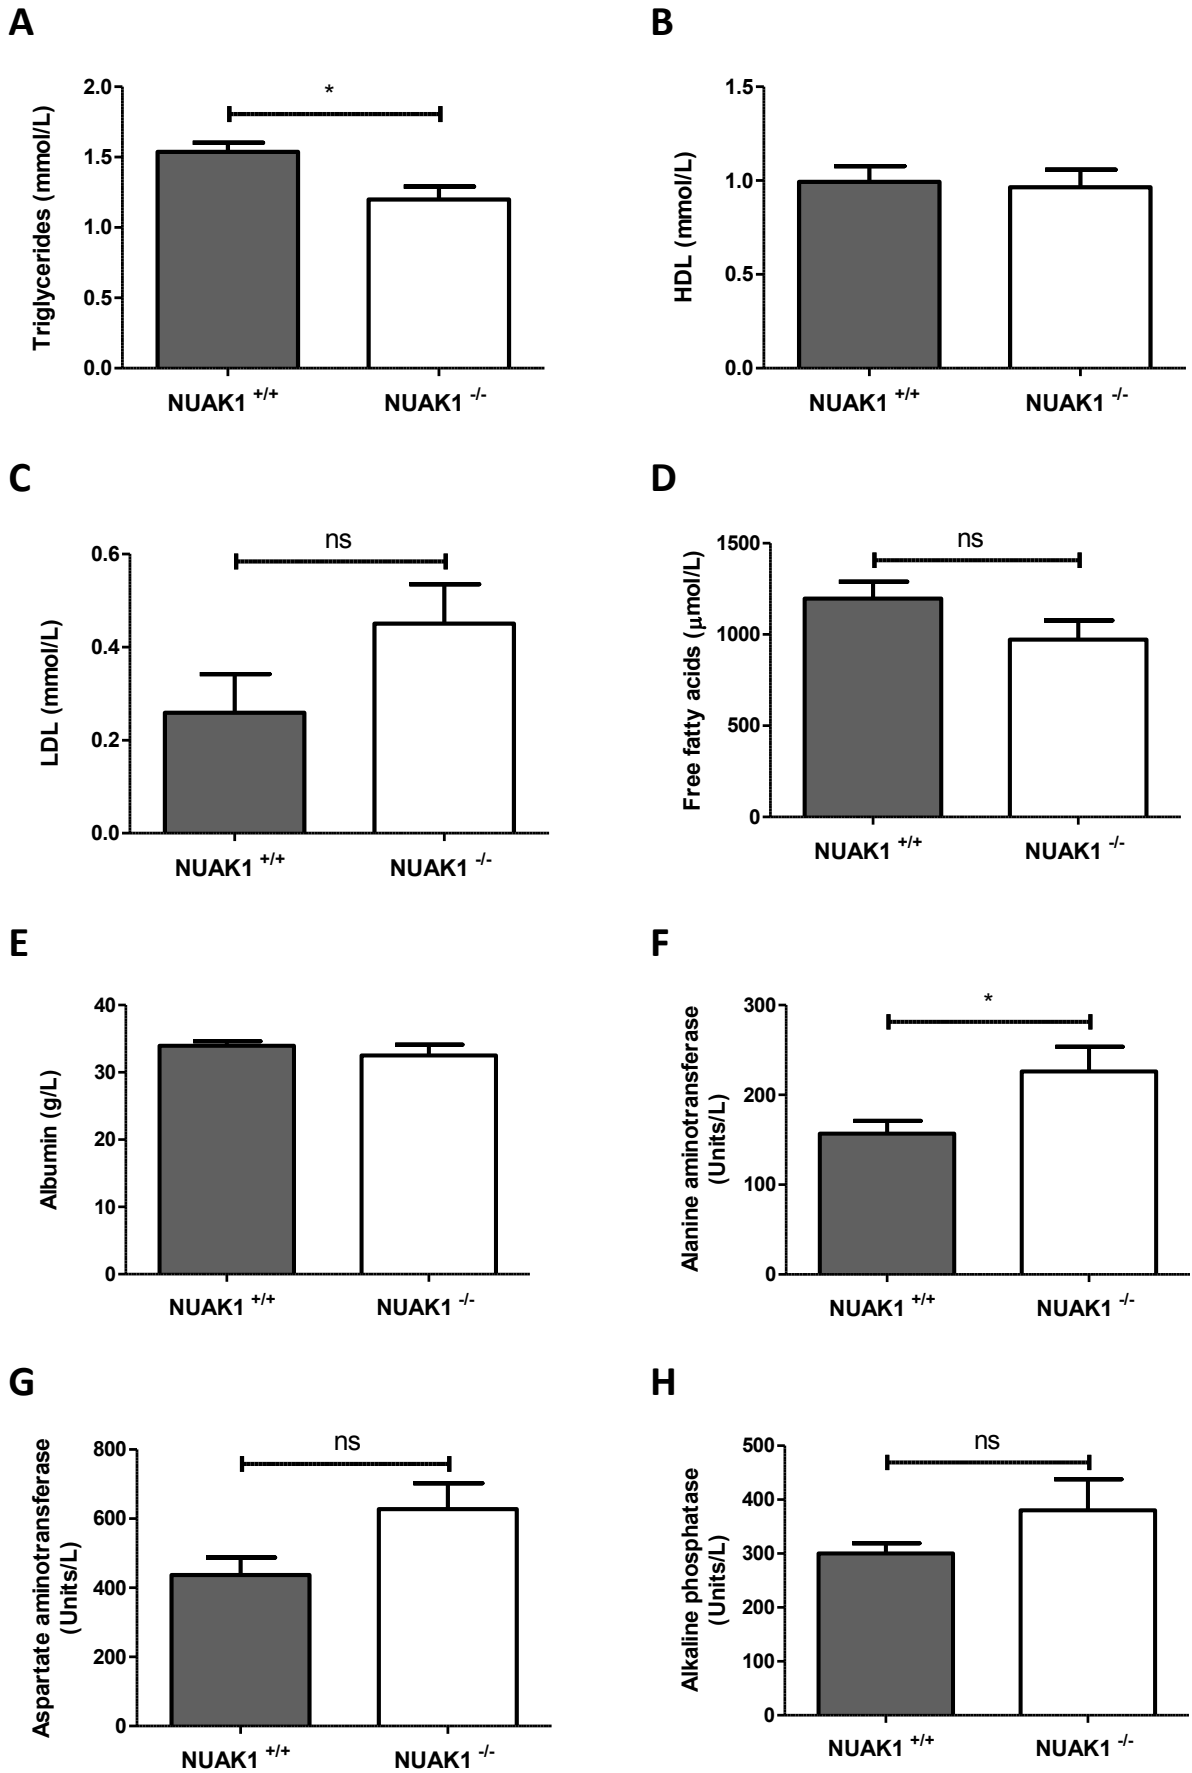 A
Triglycerides (mmol/L)
2.0
1.5
1.0
0.5
0.0
*
NUAK1 +/+
NUAK1 -/-
B
HDL (mmol/L)
1.5
1.0
0.5
0.0
NUAK1 +/+
NUAK1 -/-
C
LDL (mmol/L)
0.6
0.4
0.2
0.0
ns
NUAK1 +/+
NUAK1 -/-
D
Free fatty acids (μmol/L)
1500
1000
500
0
ns
NUAK1 +/+
NUAK1 -/-
E
Albumin (g/L)
40
30
20
10
0
NUAK1 +/+
NUAK1 -/-
F
Alanine aminotransferase
(Units/L)
300
200
100
0
*
NUAK1 +/+
NUAK1 -/-
G
Aspartate aminotransferase
(Units/L)
800
600
400
200
0
ns
NUAK1 +/+
NUAK1 -/-
H
Alkaline phosphatase
(Units/L)
500
400
300
200
100
0
ns
NUAK1 +/+
NUAK1 -/-